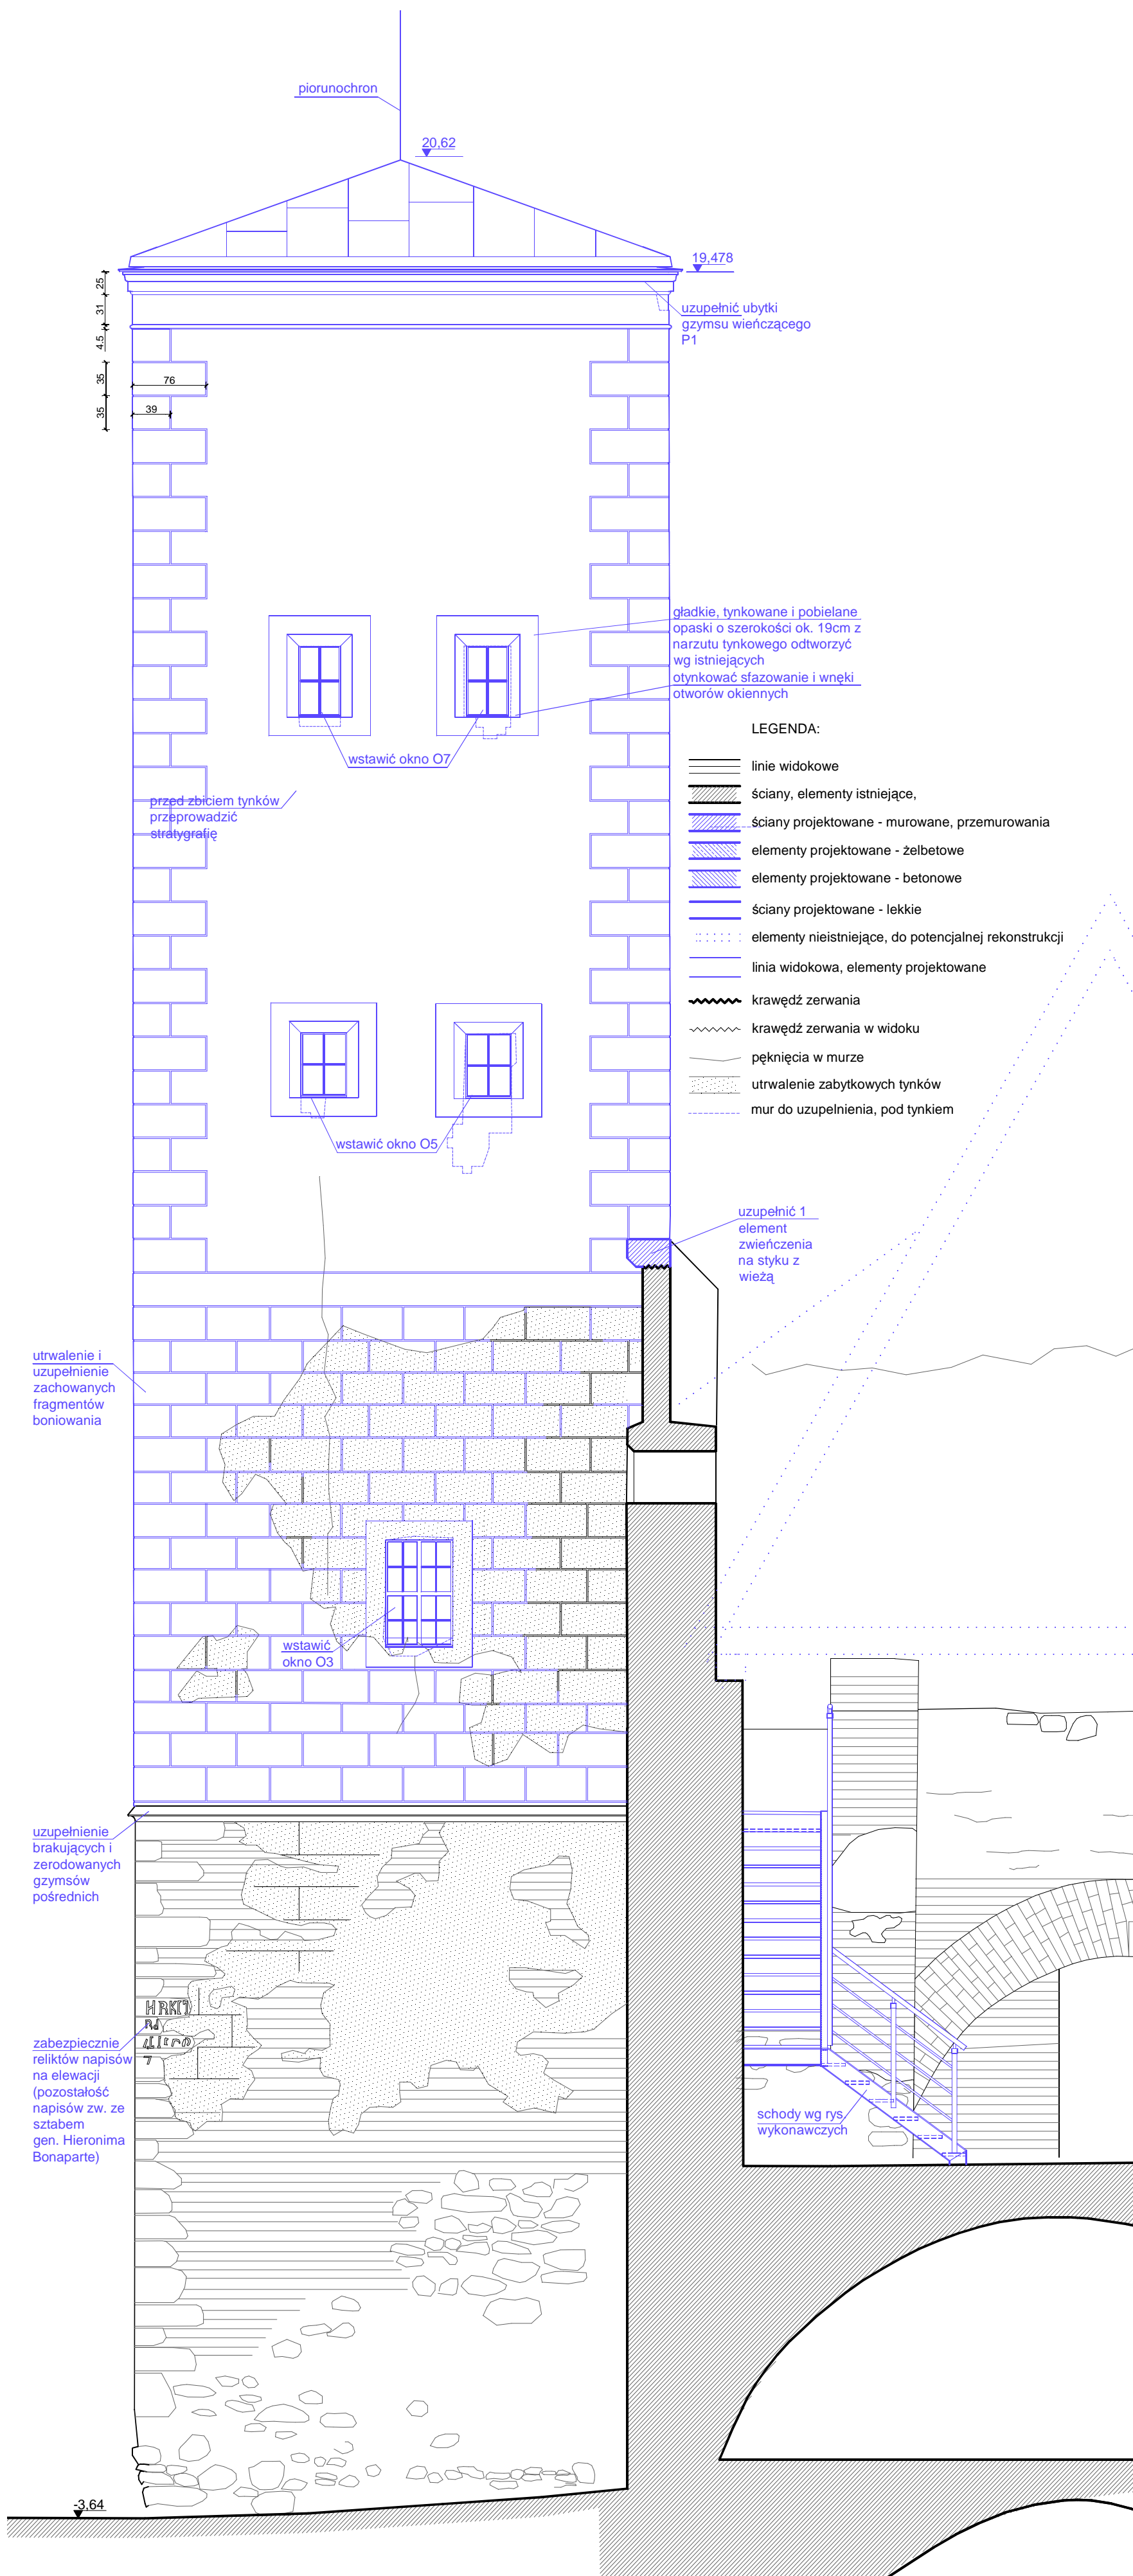 piorunochron
20,62
19,478
25
31
4.5
35
35
76
39
uzupełnić ubytki
gzymsu wieńczącego
P1
gładkie, tynkowane i pobielane
opaski o szerokości ok. 19cm z
narzutu tynkowego odtworzyć
wg istniejących
otynkować sfazowanie i wnęki
otworów okiennych
wstawić okno O7
przed zbiciem tynków
przeprowadzić
stratygrafię
LEGENDA:
linie widokowe
ściany, elementy istniejące,
ściany projektowane - murowane, przemurowania
elementy projektowane - żelbetowe
elementy projektowane - betonowe
ściany projektowane - lekkie
elementy nieistniejące, do potencjalnej rekonstrukcji
linia widokowa, elementy projektowane
krawędź zerwania
krawędź zerwania w widoku
pęknięcia w murze
utrwalenie zabytkowych tynków
mur do uzupelnienia, pod tynkiem
wstawić okno O5
uzupełnić 1
element
zwieńczenia
na styku z
wieżą
utrwalenie i
uzupełnienie
zachowanych
fragmentów
boniowania
wstawić
okno O3
uzupełnienie
brakujących i
zerodowanych
gzymsów
pośrednich
zabezpiecznie
reliktów napisów
na elewacji
(pozostałość
napisów zw. ze
sztabem
gen. Hieronima
Bonaparte)
schody wg rys.
wykonawczych
-3,64